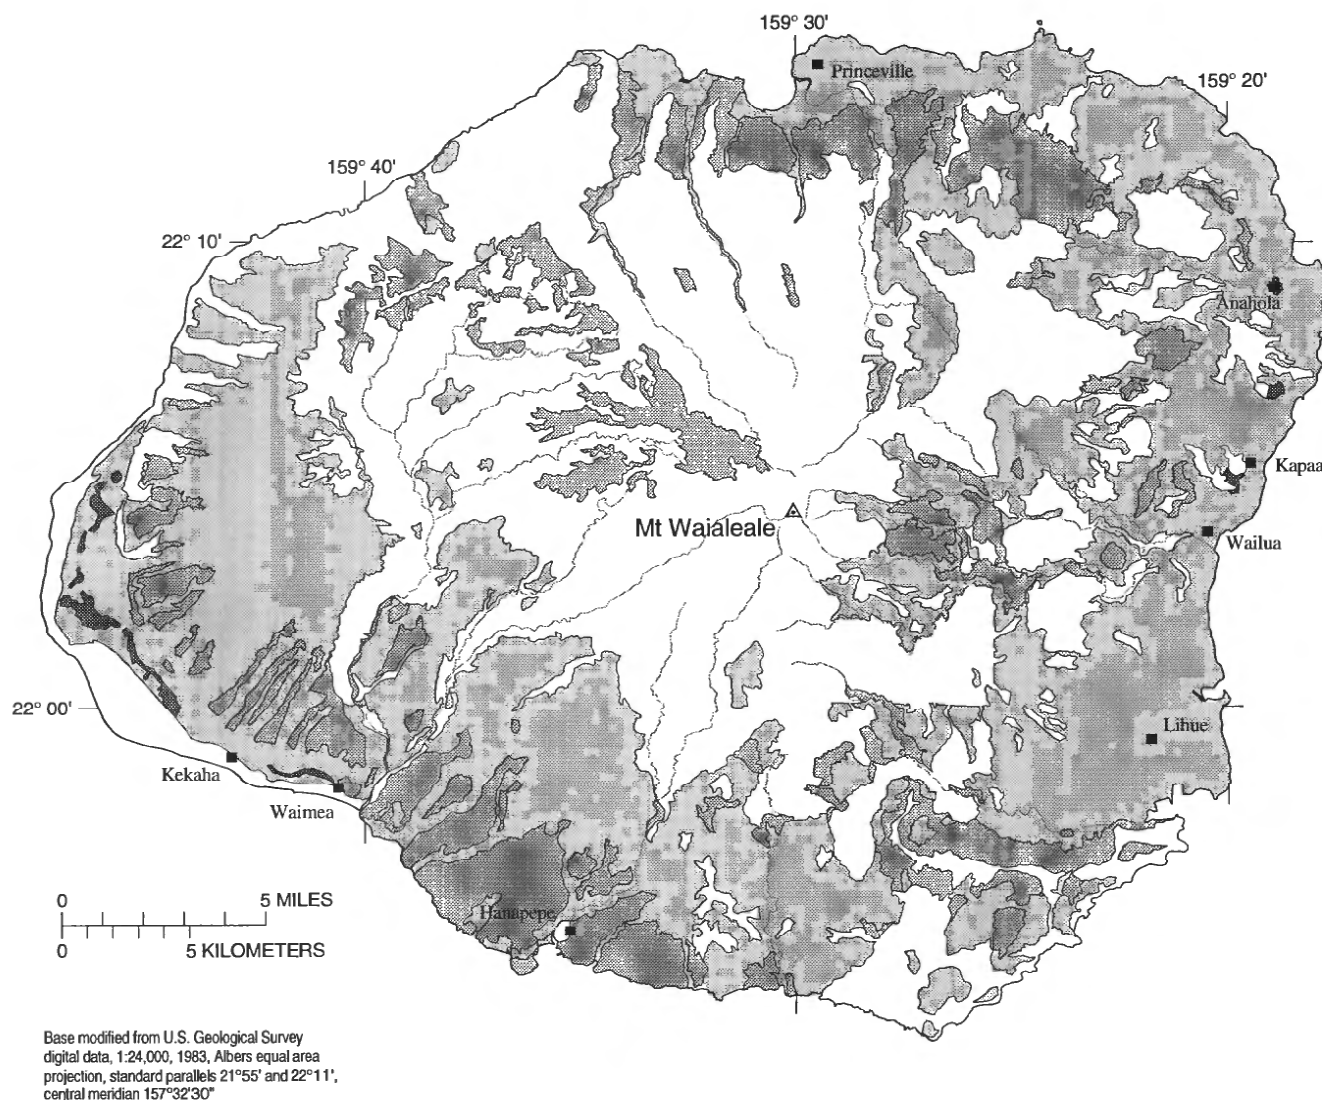 159° 30'
Princeville
159° 20'
159° 40'
22° 10'
Anahola
Kapaa
Mt Waialeale
Wailua
22° 00'
Lihue
Kekaha
Waimea
0 5 MILES
Hanapepe
0 5 KILOMETERS
Base modified from U.S. Geological Survey
digital data, 1:24,000, 1983, Albers equal area
projection, standard parallels 21°55' and 22°11',
central meridian 157°32'30"